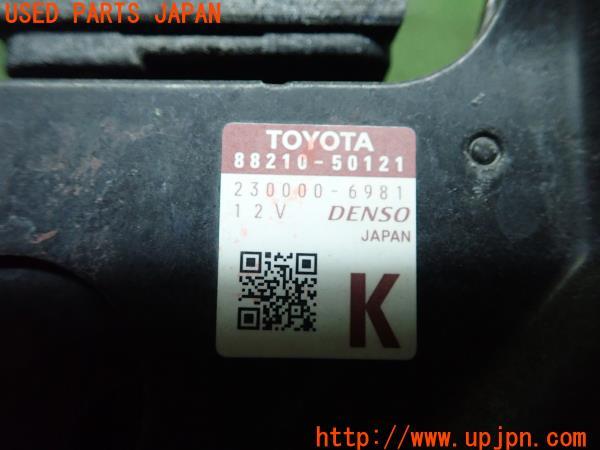 USED PARTS JAPAN
TOYOTA
88210-50121
230000-6981
12V DENSO
JAPAN
K
http://www.upjpn.com